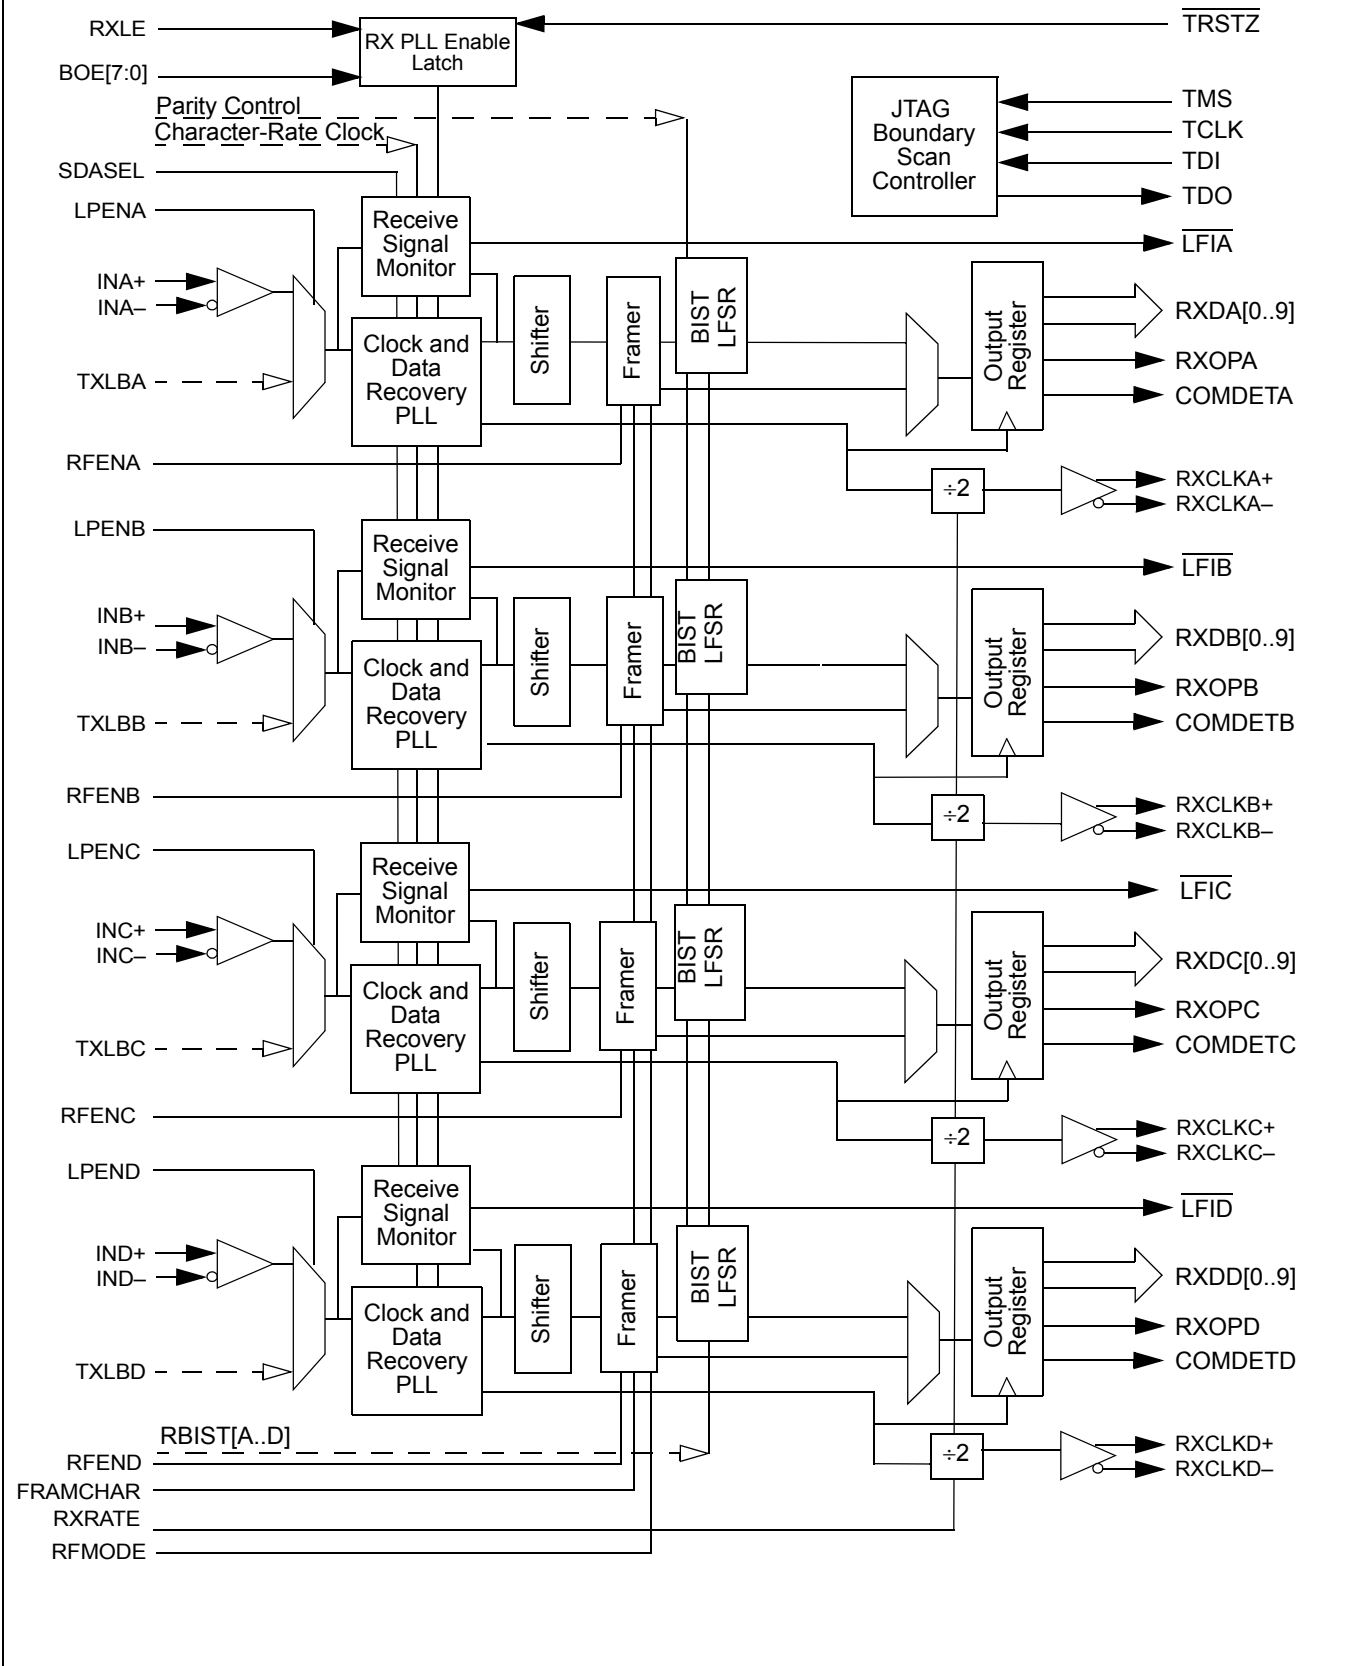 RXLE
RX PLL Enable
Latch
TRSTZ
BOE[7:0]
Parity Control
Character-Rate Clock
JTAG
Boundary
Scan
Controller
TMS
TCLK
TDI
TDO
SDASEL
LPENA
Receive
Signal
Monitor
LFIA
INA+
INA–
TXLBA
Clock and
Data
Recovery
PLL
Shifter
Framer
BIST
LFSR
Output
Register
RXDA[0..9]
RXOPA
COMDETA
RFENA
÷2
RXCLKA+
RXCLKA–
LPENB
Receive
Signal
Monitor
LFIB
INB+
INB–
TXLBB
Clock and
Data
Recovery
PLL
Shifter
Framer
BIST
LFSR
Output
Register
RXDB[0..9]
RXOPB
COMDETB
RFENB
÷2
RXCLKB+
RXCLKB–
LPENC
Receive
Signal
Monitor
LFIC
INC+
INC–
TXLBC
Clock and
Data
Recovery
PLL
Shifter
Framer
BIST
LFSR
Output
Register
RXDC[0..9]
RXOPC
COMDETC
RFENC
÷2
RXCLKC+
RXCLKC–
LPEND
Receive
Signal
Monitor
LFID
IND+
IND–
TXLBD
Clock and
Data
Recovery
PLL
Shifter
Framer
BIST
LFSR
Output
Register
RXDD[0..9]
RXOPD
COMDETD
RBIST[A..D]
÷2
RXCLKD+
RXCLKD–
RFEND
FRAMCHAR
RXRATE
RFMODE